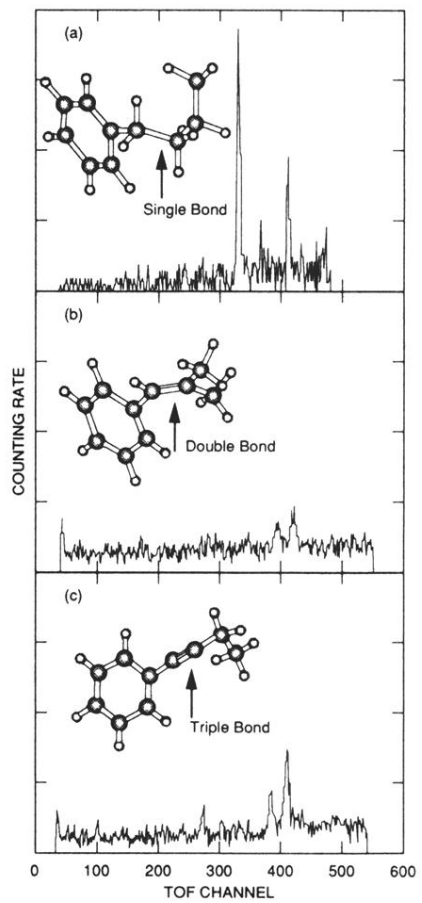 (a)
Single Bond
(b)
Double Bond
(c)
Triple Bond
COUNTING RATE
0 100 200 300 400 500 600
TOF CHANNEL